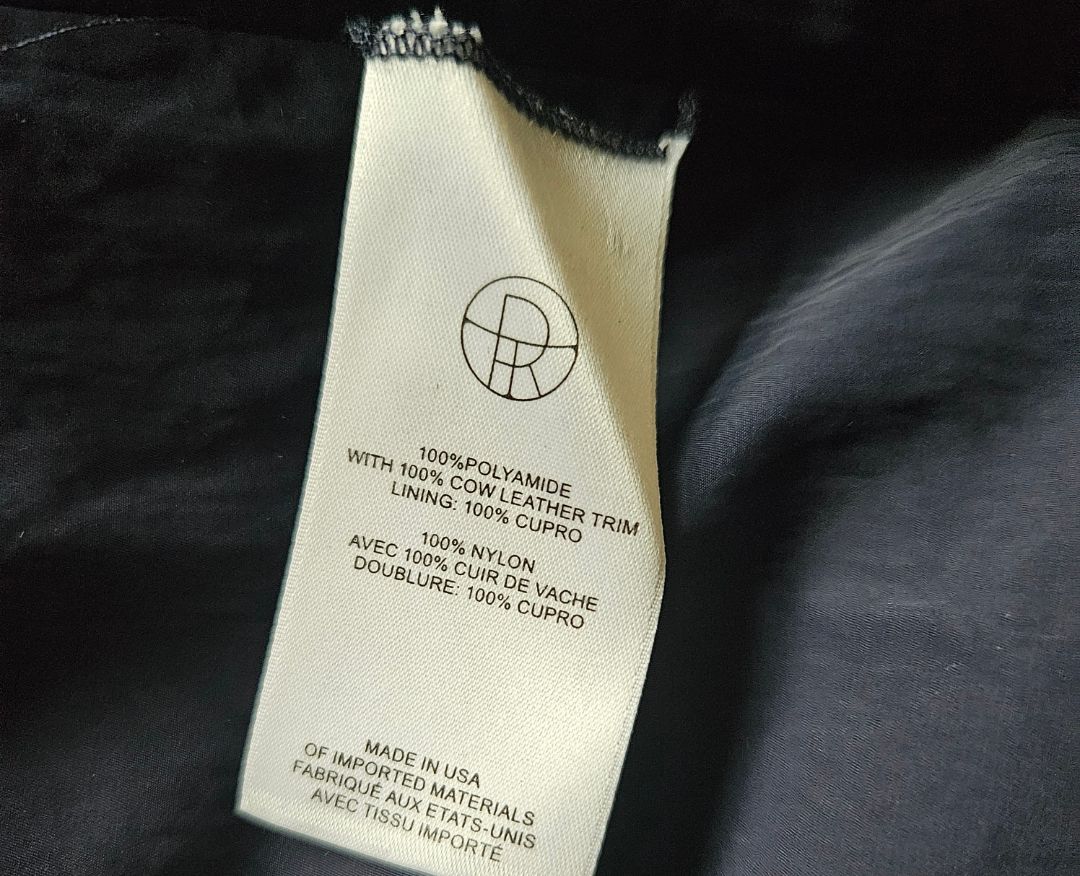 100%POLYAMIDE
WITH 100% COW LEATHER TRIM
LINING: 100% CUPRO
100% NYLON
AVEC 100% CUIR DE VACHE
DOUBLURE: 100% CUPRO
MADE IN USA
OF IMPORTED MATERIALS
FABRIQUÉ AUX ETATS-UNIS
AVEC TISSU IMPORTÉ